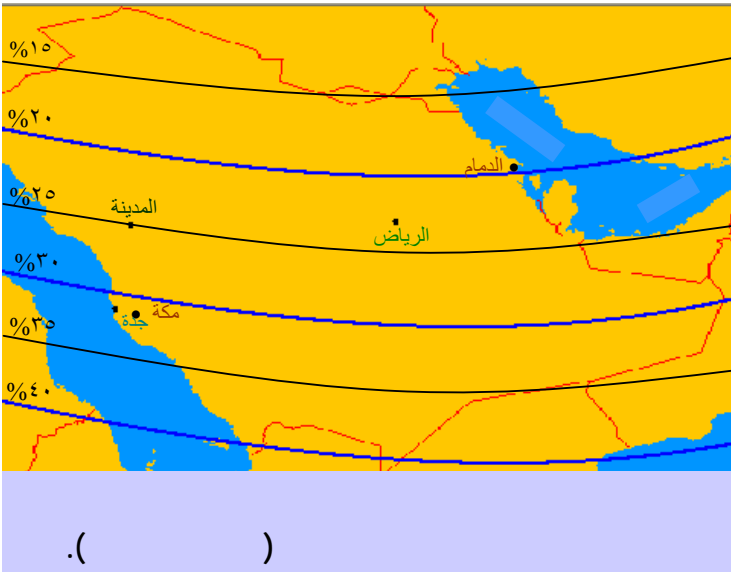 %١٥
%٢٠
الدمام
%٢٥
المدينة
الرياض
%٣٠
مكة
جدة
%٣٥
%٤٠
( ).